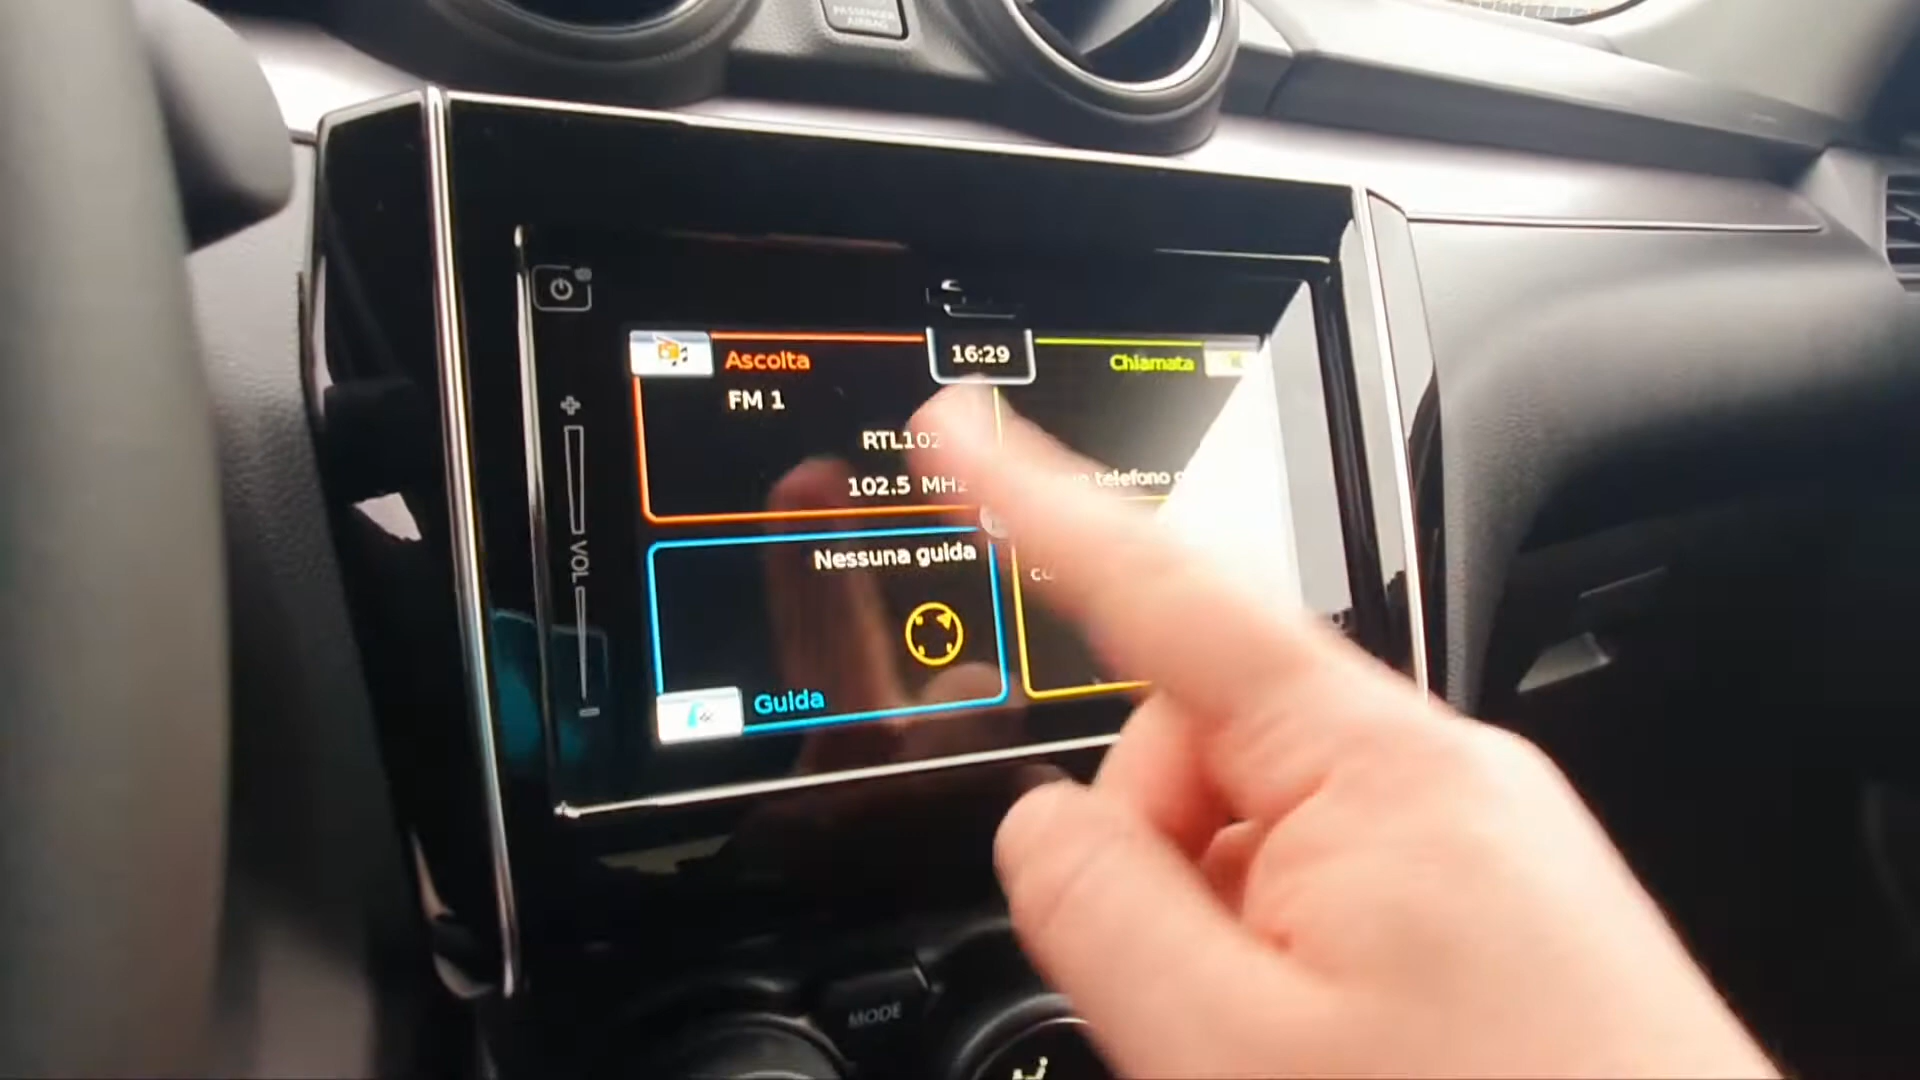 PASSENGER
AIRBAG
Ascolta
16:29
Chiamata
FM 1
RTL102
102.5 MHz
telefono
VOL
Nessuna guida
Guida
MODE